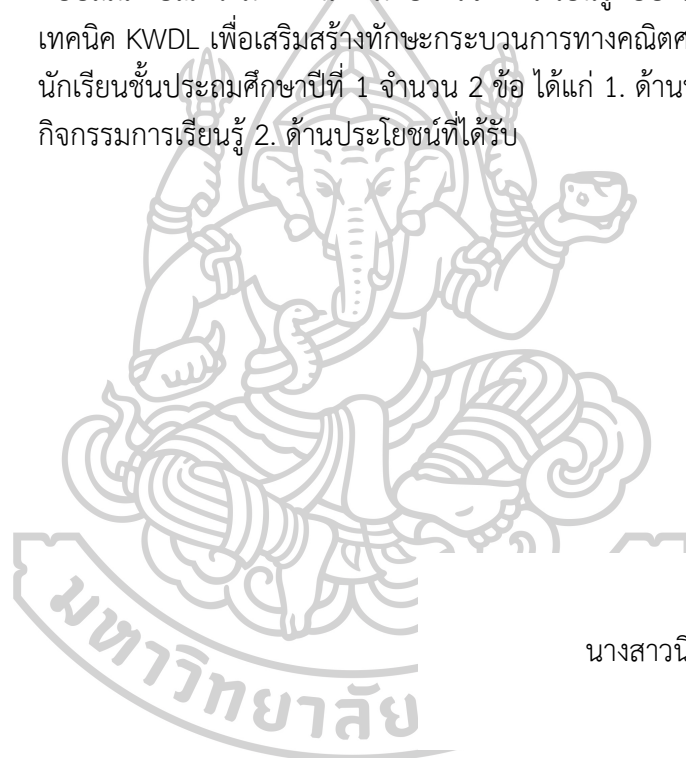 เทคนิค KWDL เพื่อเสริมสร้างทักษะกระบวนการทางคณิตศ
นักเรียนชั้นประถมศึกษาปีที่ 1 จำนวน 2 ข้อ ได้แก่ 1. ด้าน
กิจกรรมการเรียนรู้ 2. ด้านประโยชน์ที่ได้รับ
นางสาวนิ
มหาวิทยาลัย